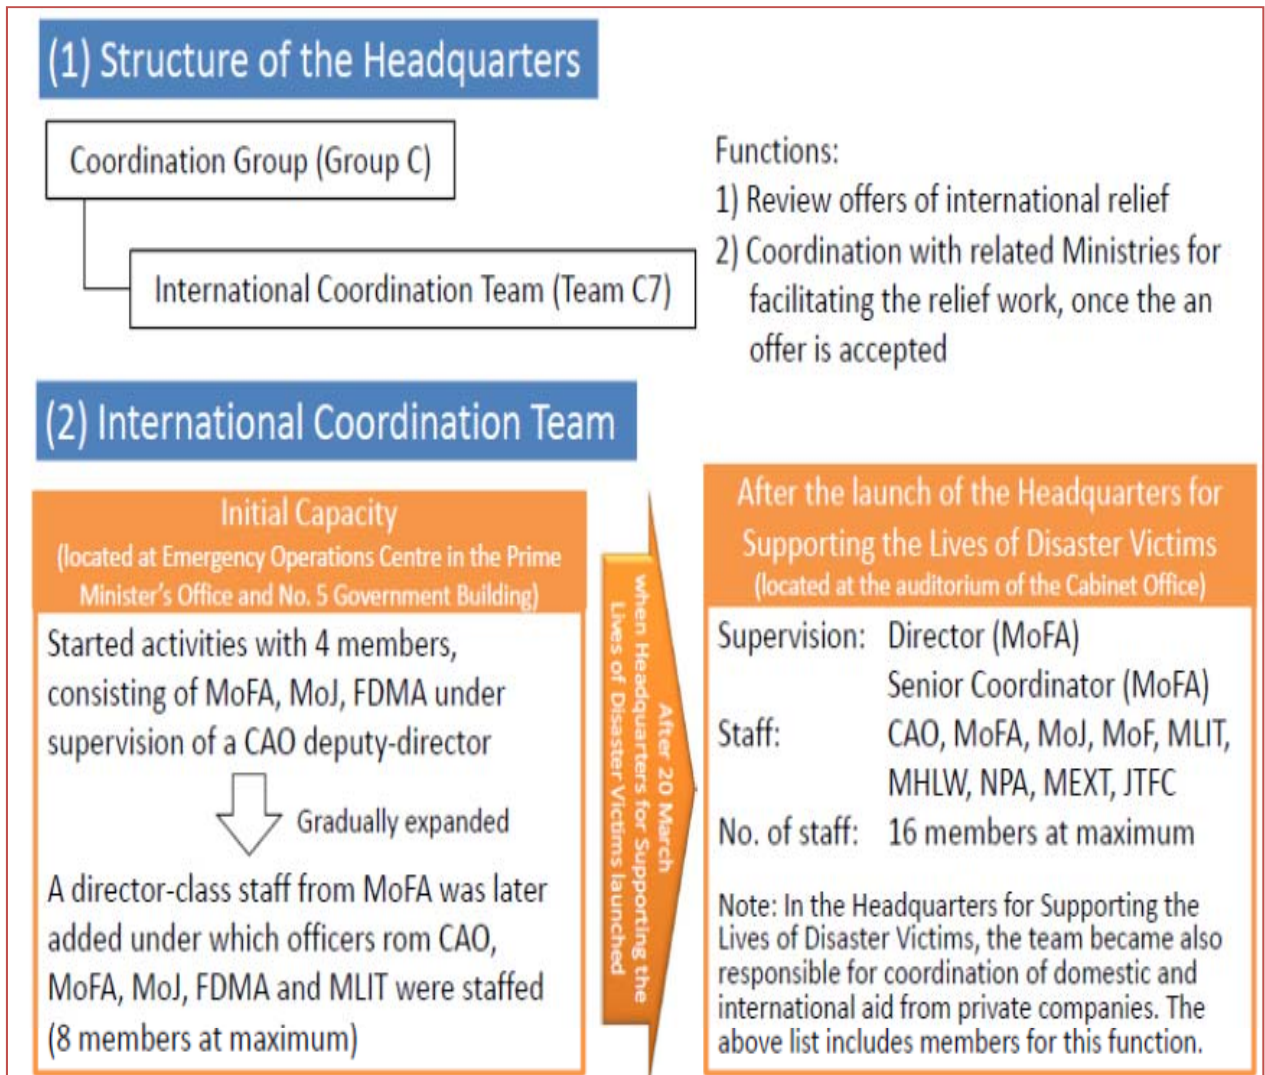 (1) Structure of the Headquarters
Coordination Group (Group C)
International Coordination Team (Team C7)
Functions:
1) Review offers of international relief
2) Coordination with related Ministries for
facilitating the relief work, once the an
offer is accepted
(2) International Coordination Team
Initial Capacity
(located at Emergency Operations Centre in the Prime
Minister's Office and No. 5 Government Building)
Started activities with 4 members,
consisting of MoFA, MoJ, FDMA under
supervision of a CAO deputy-director
Gradually expanded
A director-class staff from MoFA was later
added under which officers rom CAO,
MoFA, MoJ, FDMA and MLIT were staffed
(8 members at maximum)
After 20 March
when Headquarters for Supporting the
Lives of Disaster Victims launched
After the launch of the Headquarters for
Supporting the Lives of Disaster Victims
(located at the auditorium of the Cabinet Office)
Supervision: Director (MoFA)
Senior Coordinator (MoFA)
Staff: CAO, MoFA, MoJ, MoF, MLIT,
MHLW, NPA, MEXT, JTFC
No. of staff: 16 members at maximum
Note: In the Headquarters for Supporting the
Lives of Disaster Victims, the team became also
responsible for coordination of domestic and
international aid from private companies. The
above list includes members for this function.